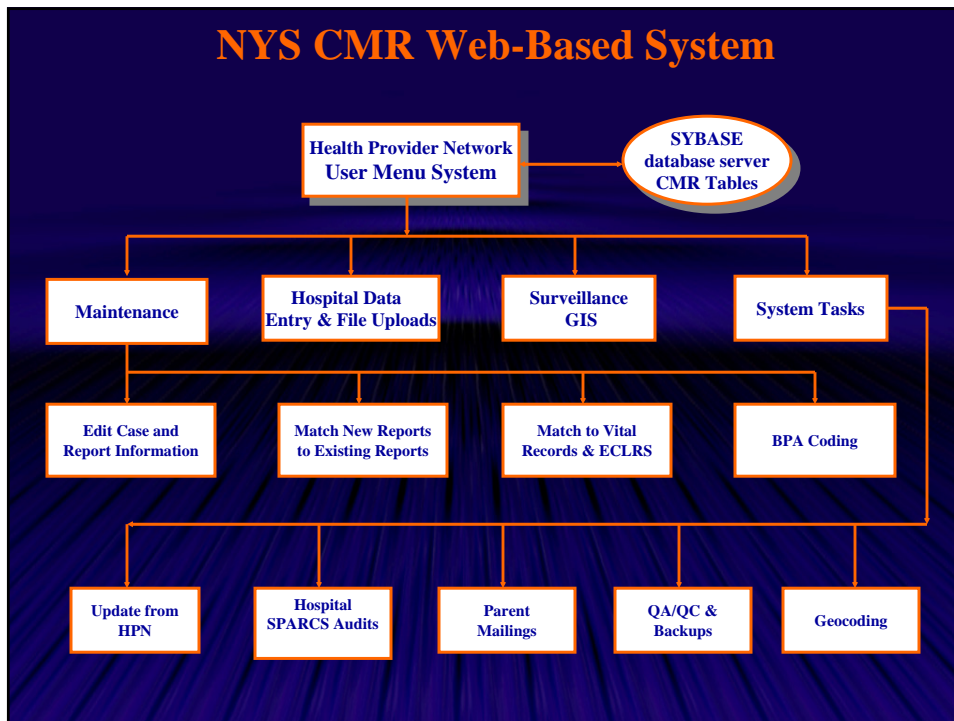 NYS CMR Web-Based System
Health Provider Network
User Menu System
SYBASE
database server
CMR Tables
Maintenance
Hospital Data
Entry & File Uploads
Surveillance
GIS
System Tasks
Edit Case and
Report Information
Match New Reports
to Existing Reports
Match to Vital
Records & ECLRS
BPA Coding
Update from
HPN
Hospital
SPARCS Audits
Parent
Mailings
QA/QC &
Backups
Geocoding